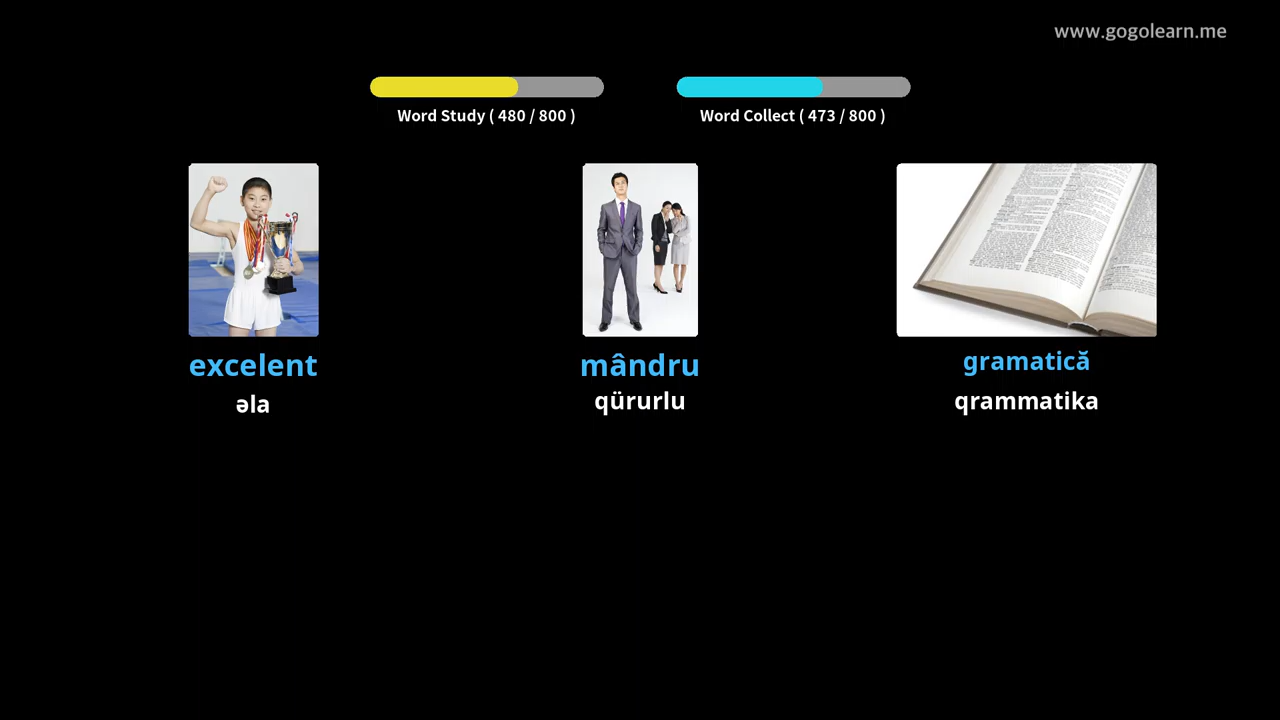 www.gogolearn.me
Word Study ( 480 / 800 )
Word Collect ( 473 / 800 )
excelent
mândru
gramatică
əla
qürurlu
qrammatika